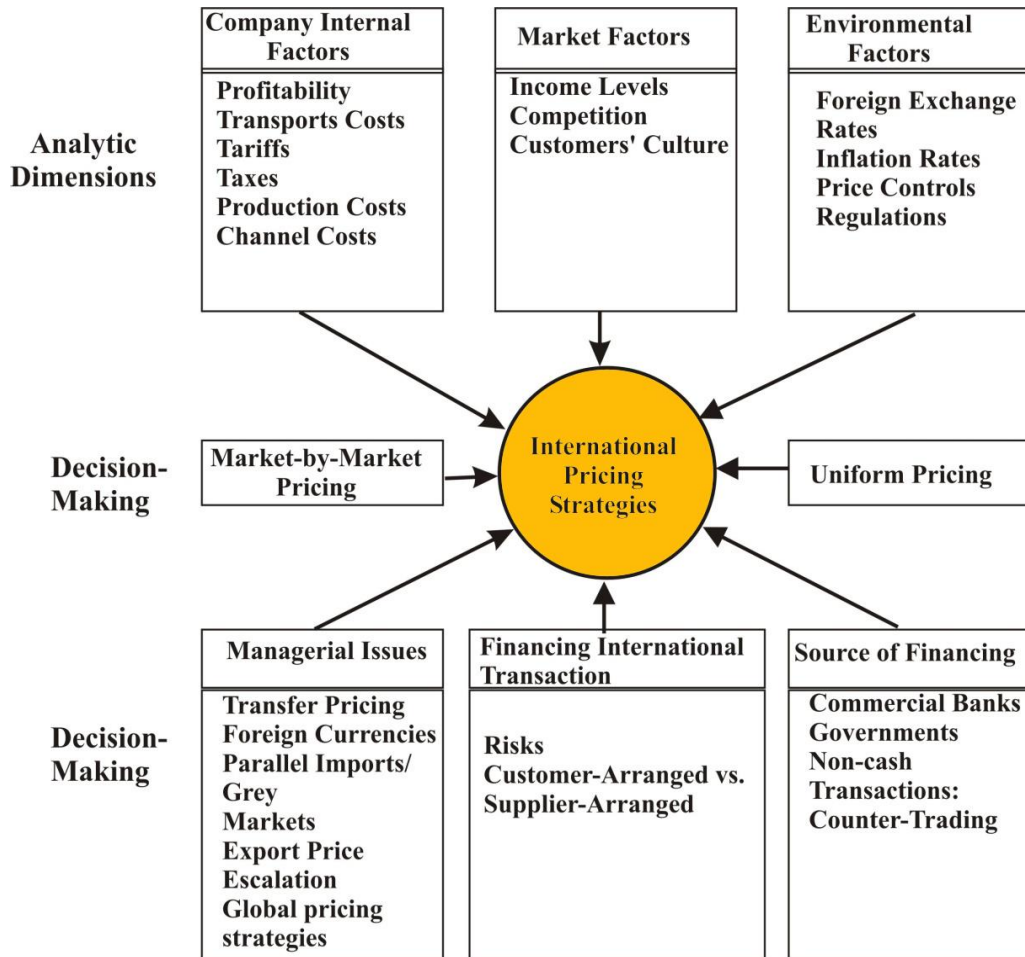 Company Internal
Factors
Profitability
Transports Costs
Tariffs
Taxes
Production Costs
Channel Costs
Market Factors
Income Levels
Competition
Customers' Culture
Environmental
Factors
Foreign Exchange
Rates
Inflation Rates
Price Controls
Regulations
Analytic
Dimensions
Decision-
Making
Market-by-Market
Pricing
International
Pricing
Strategies
Uniform Pricing
Decision-
Making
Managerial Issues
Transfer Pricing
Foreign Currencies
Parallel Imports/
Grey
Markets
Export Price
Escalation
Global pricing
strategies
Financing International
Transaction
Risks
Customer-Arranged vs.
Supplier-Arranged
Source of Financing
Commercial Banks
Governments
Non-cash
Transactions:
Counter-Trading